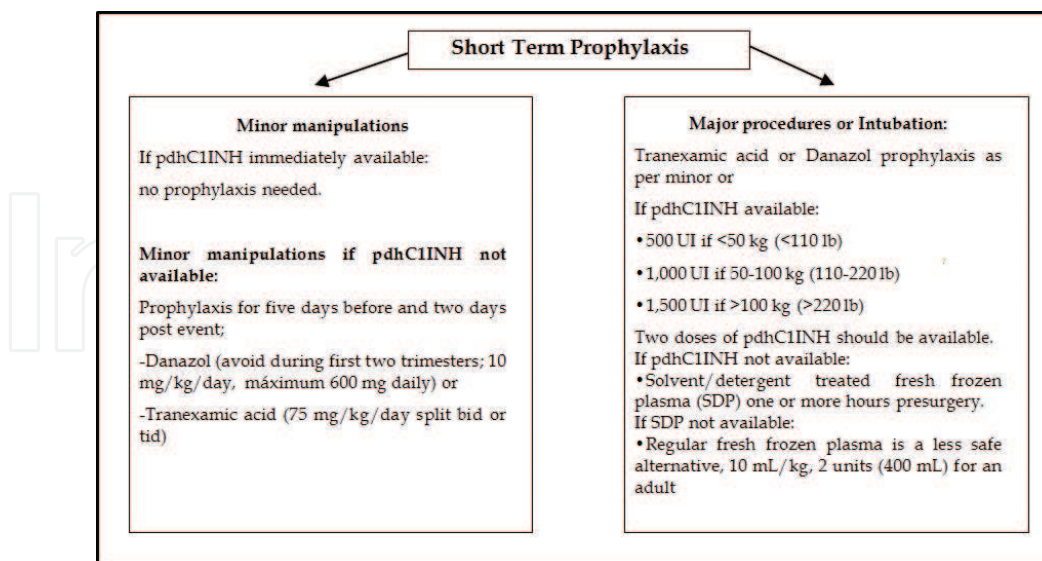 Short Term Prophylaxis
Minor manipulations
If pdhC1INH immediately available:
no prophylaxis needed.
Minor manipulations if pdhC1INH not
available:
Prophylaxis for five days before and two days
post event;
-Danazol (avoid during first two trimesters; 10
mg/kg/day, máximum 600 mg daily) or
-Tranexamic acid (75 mg/kg/day split bid or
tid)
Major procedures or Intubation:
Tranexamic acid or Danazol prophylaxis as
per minor or
If pdhC1INH available:
•500 UI if <50 kg (<110 lb)
•1,000 UI if 50-100 kg (110-220 lb)
•1,500 UI if >100 kg (>220 lb)
Two doses of pdhC1INH should be available.
If pdhC1INH not available:
•Solvent/detergent treated fresh frozen
plasma (SDP) one or more hours presurgery.
If SDP not available:
•Regular fresh frozen plasma is a less safe
alternative, 10 mL/kg, 2 units (400 mL) for an
adult